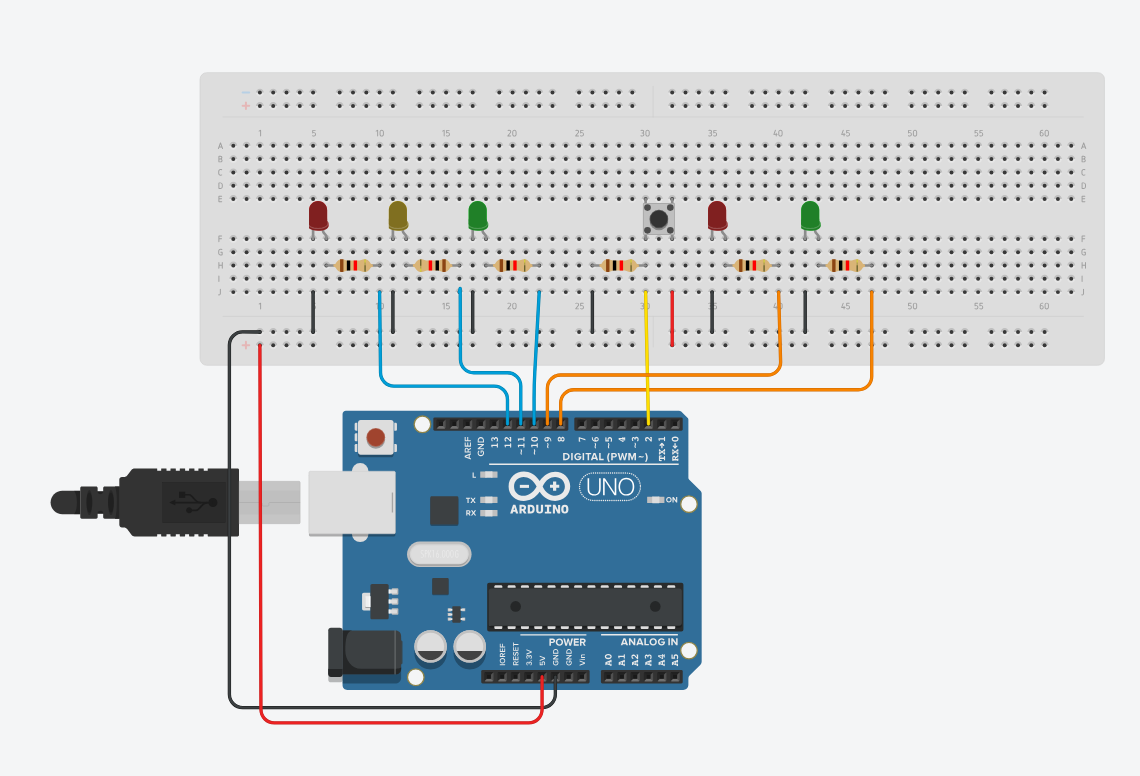 − −
+ +
1 5 10 15 20 25 30 35 40 45 50 55 60
A A
B B
C C
D D
E E
F F
G G
H H
I I
J J
1 10 15 20 25 30 35 40 45 50 55 60
+
AREF GND 13 12 ~11 ~10 ~9 8 7 ~6 ~5 4 ~3 2 TX→1 RX←0
DIGITAL (PWM~)
L
TX
RX
UNO
ON
ARDUINO
POWER ANALOG IN
IOREF RESET 3.3V 5V GND GND Vin A0 A1 A2 A3 A4 A5